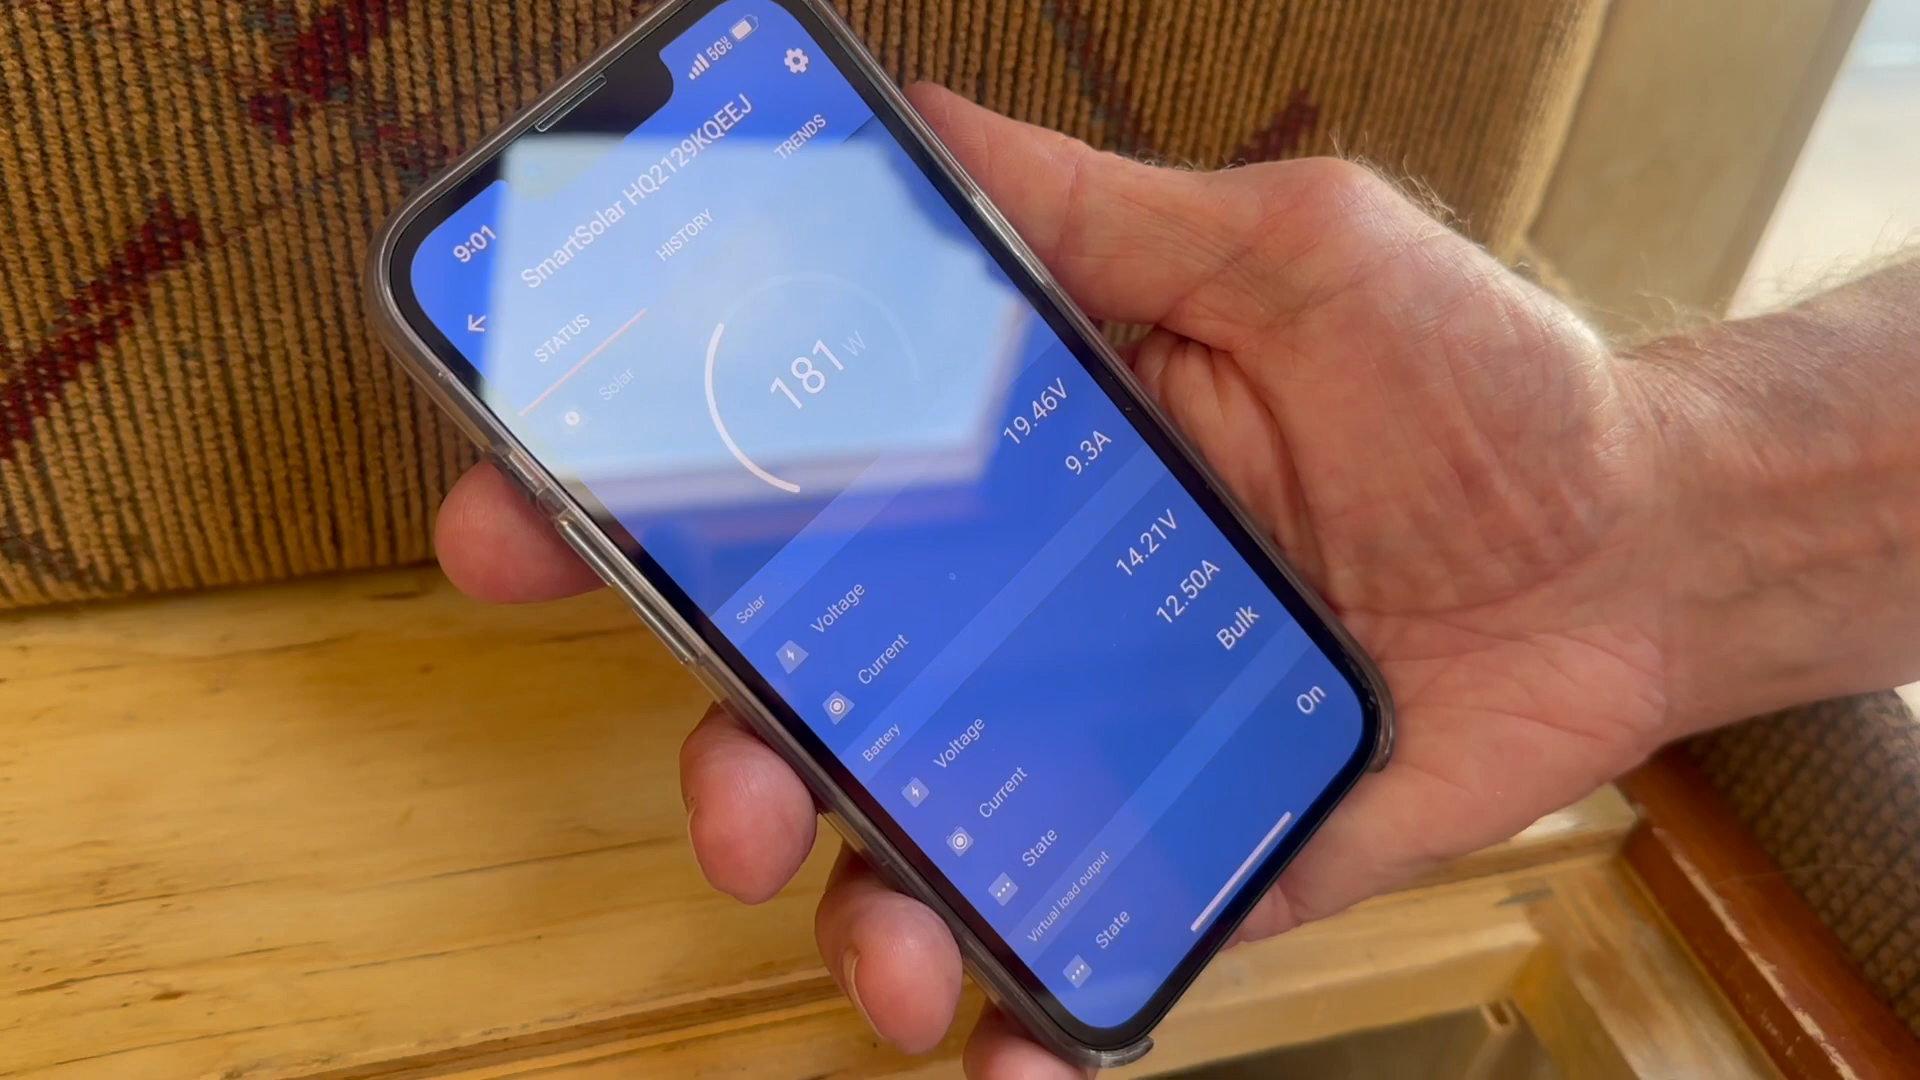 9:01 5G
SmartSolar HQ2129KQEEJ
STATUS HISTORY TRENDS
Solar
181 W
Solar
Voltage 19.46V
Current 9.3A
Battery
Voltage 14.21V
Current 12.50A
State Bulk
Virtual load output
State On